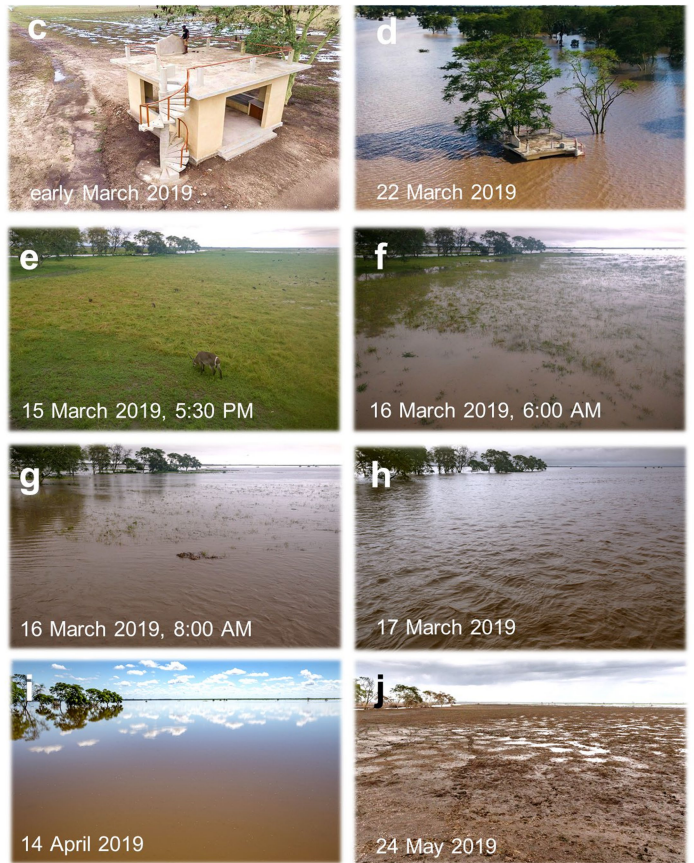 c
early March 2019
d
22 March 2019
e
15 March 2019, 5:30 PM
f
16 March 2019, 6:00 AM
g
16 March 2019, 8:00 AM
h
17 March 2019
i
14 April 2019
j
24 May 2019